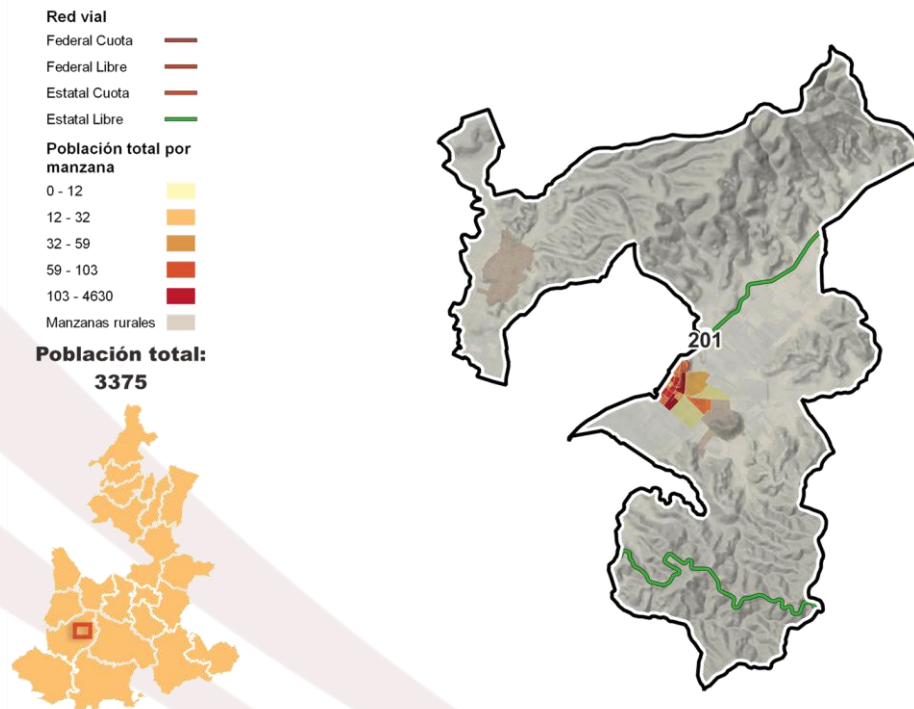 Red vial
Federal Cuota
Federal Libre
Estatal Cuota
Estatal Libre
Población total por
manzana
0 - 12
12 - 32
32 - 59
59 - 103
103 - 4630
Manzanas rurales
Población total:
3375
201